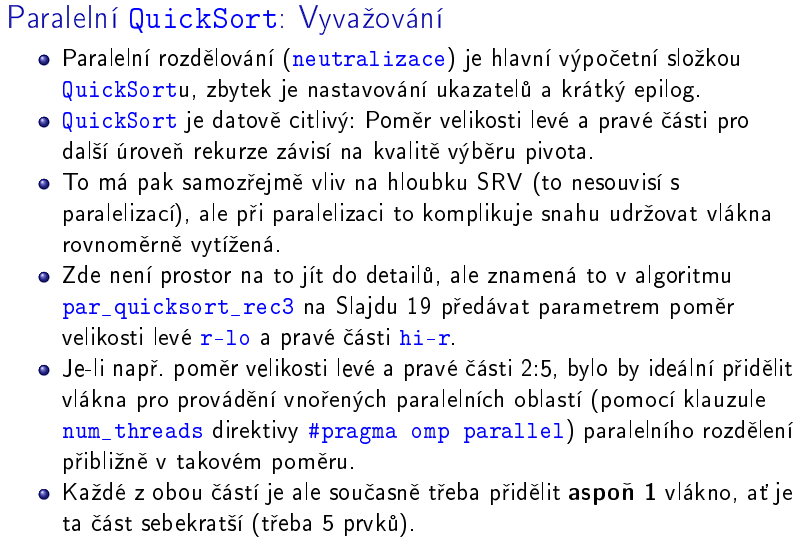 Paralelní QuickSort: Vyvažování
Paralelní rozdělování (neutralizace) je hlavní výpočetní složkou
QuickSortu, zbytek je nastavování ukazatelů a krátký epilog.
QuickSort je datově citlivý: Poměr velikosti levé a pravé části pro
další úroveň rekurze závisí na kvalitě výběru pivota.
To má pak samozřejmě vliv na hloubku SRV (to nesouvisí s
paralelizací), ale při paralelizaci to komplikuje snahu udržovat vlákna
rovnoměrně vytížená.
Zde není prostor na to jít do detailů, ale znamená to v algoritmu
par_quicksort_rec3 na Slajdu 19 předávat parametrem poměr
velikosti levé r-lo a pravé části hi-r.
Je-li např. poměr velikosti levé a pravé části 2:5, bylo by ideální přidělit
vlákna pro provádění vnořených paralelních oblastí (pomocí klauzule
num_threads direktivy #pragma omp parallel) paralelního rozdělení
přibližně v takovém poměru.
Každé z obou částí je ale současně třeba přidělit aspoň 1 vlákno, ať je
ta část sebekratší (třeba 5 prvků).